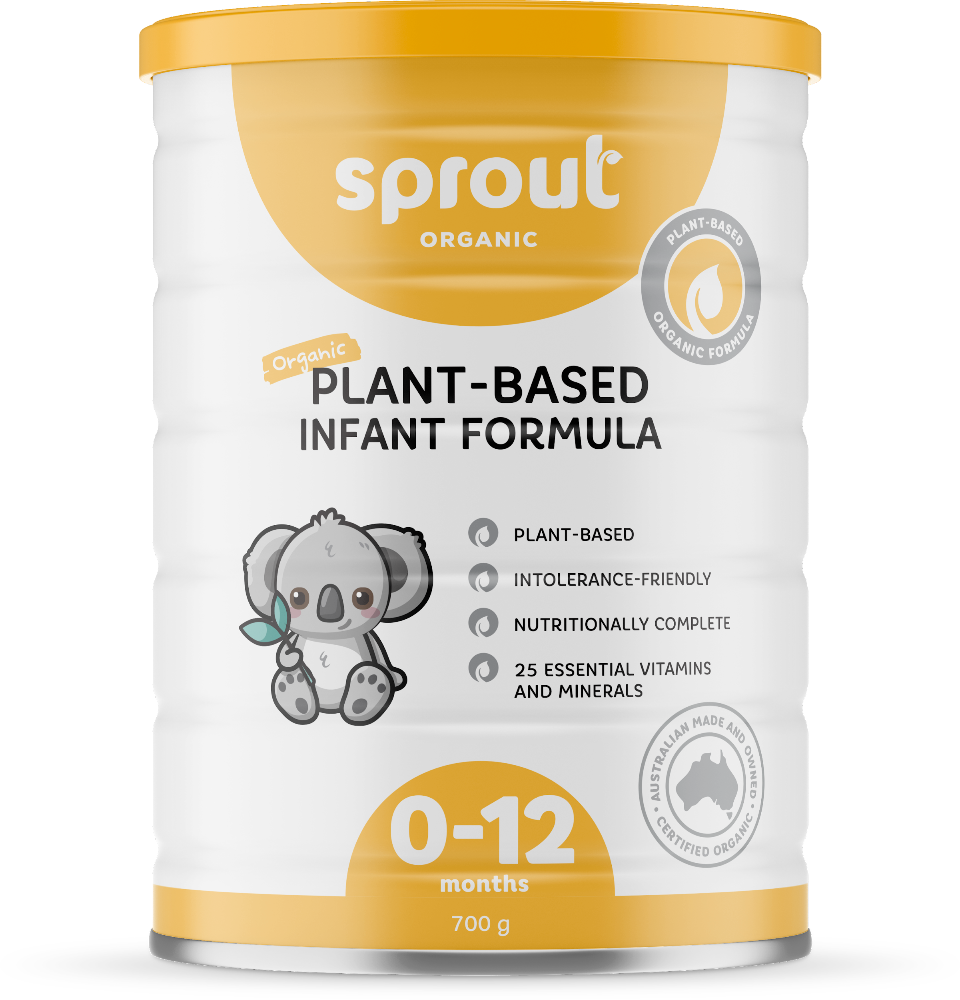 sprout
ORGANIC
PLANT-BASED
ORGANIC FORMULA
Organic
PLANT-BASED
INFANT FORMULA
PLANT-BASED
INTOLERANCE-FRIENDLY
NUTRITIONALLY COMPLETE
25 ESSENTIAL VITAMINS
AND MINERALS
• AUSTRALIAN MADE AND OWNED •
CERTIFIED ORGANIC
0-12
months
700 g